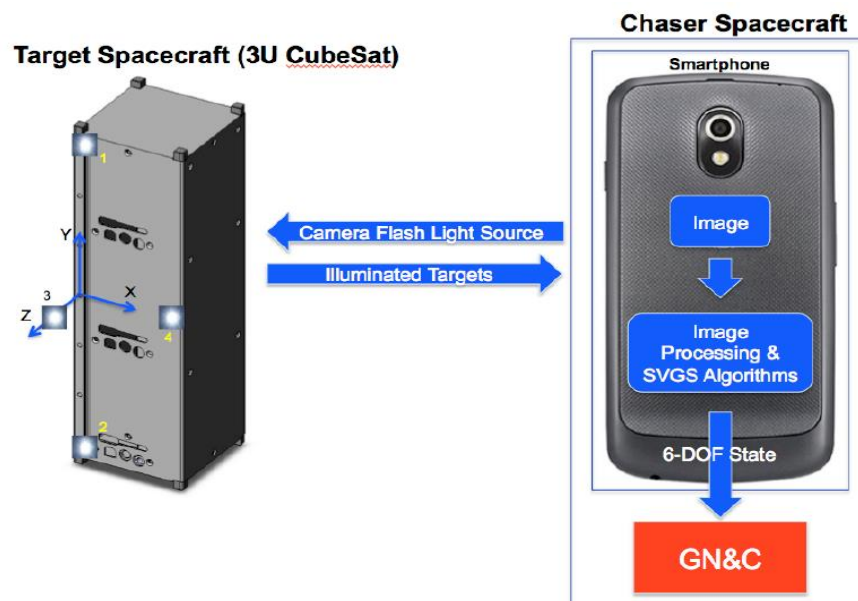 Chaser Spacecraft
Target Spacecraft (3U CubeSat)
Smartphone
1
Image
Y
Camera Flash Light Source
Illuminated Targets
X
3
Z
4
Image
Processing &
SVGS Algorithms
2
6-DOF State
GN&C